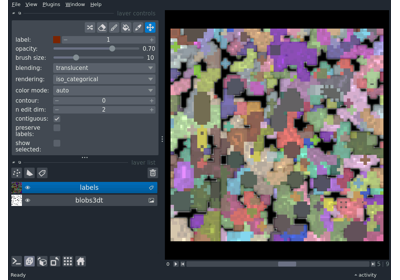 File View Plugins Window Help
layer controls
label: 1
opacity: 0.70
brush size: 10
blending: translucent
rendering: iso_categorical
color mode: auto
contour: 0
n edit dim: 2
contiguous:
preserve
labels:
show
selected:
layer list
labels
blobs3dt
activity